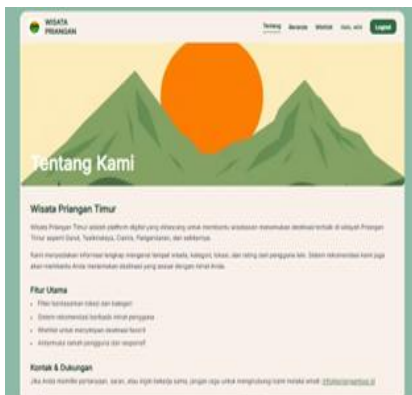 WISATA
PRIANGAN
Tentang Beranda Wishlist Halo, Logout
Tentang Kami
Wisata Priangan Timur
Wisata Priangan Timur adalah platform digital yang dirancang untuk membantu wisatawan menemukan destinasi terbaik di wilayah Priangan
Timur seperti Garut, Tasikmalaya, Ciamis, Pangandaran, dan sekitarnya.
Kami menyediakan informasi lengkap mengenai tempat wisata, kategori, lokasi, dan rating dari pengguna lain. Sistem rekomendasi kami juga
akan membantu Anda menemukan destinasi yang sesuai dengan minat Anda.
Fitur Utama
Filter berdasarkan lokasi dan kategori
Sistem rekomendasi berbasis minat pengguna
Wishlist untuk menyimpan destinasi favorit
Antarmuka ramah pengguna dan responsif
Kontak & Dukungan
Jika Anda memiliki pertanyaan, saran, atau ingin bekerja sama, jangan ragu untuk menghubungi kami melalui email: